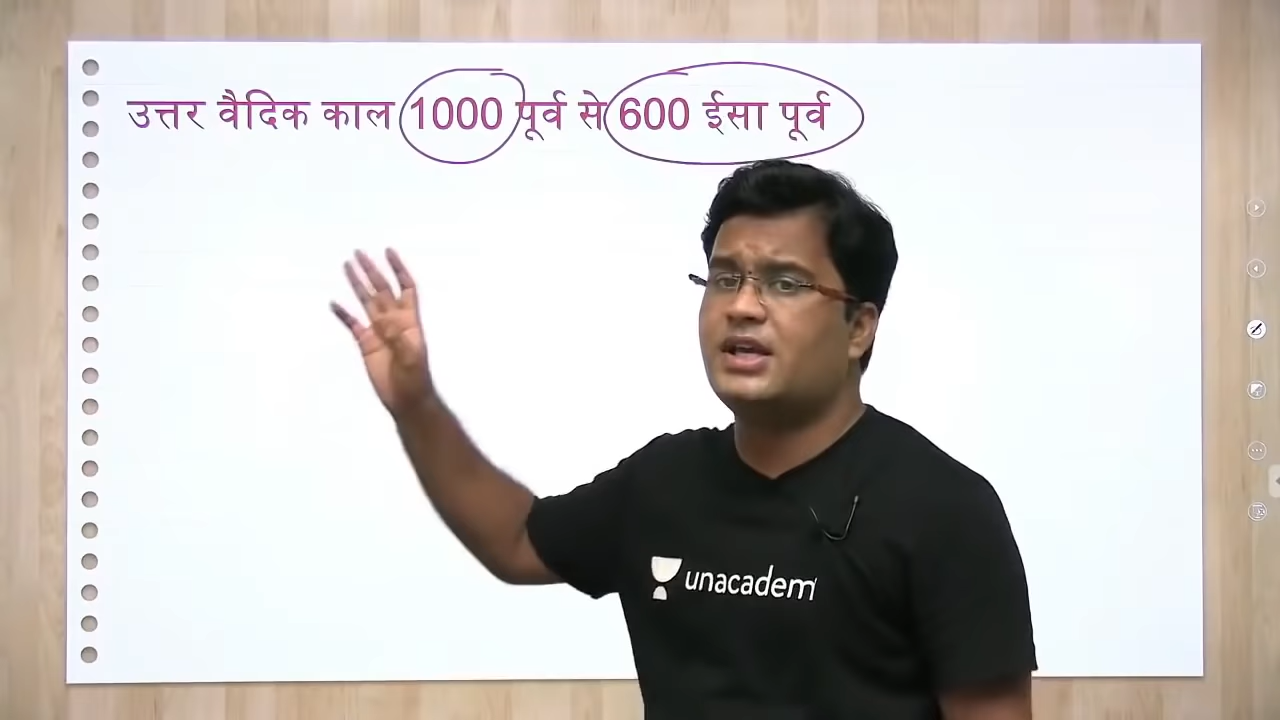 उत्तर वैदिक काल 1000 पूर्व से 600 ईसा पूर्व
unacadem